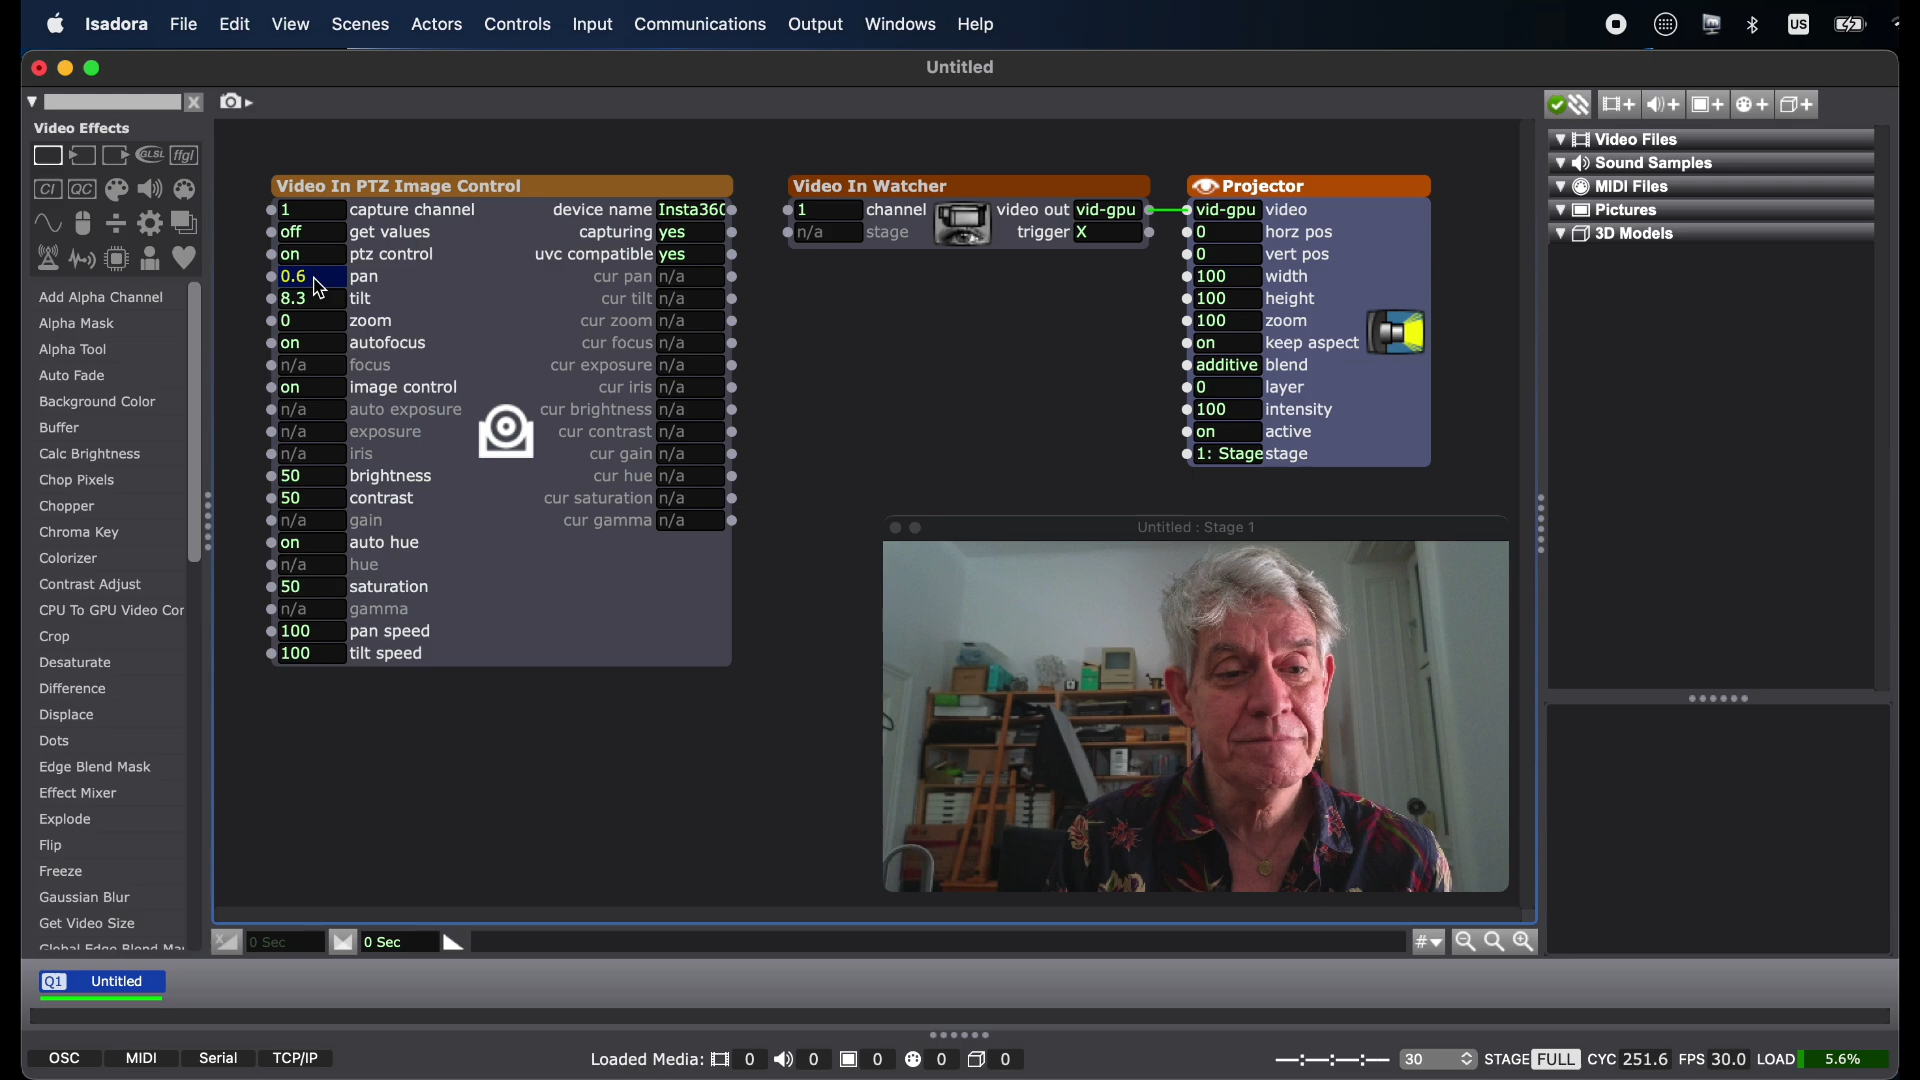 Isadora File Edit View Scenes Actors Controls Input Communications Output Windows Help US
Untitled
Video Effects
GLSL ffgl
CI QC
Add Alpha Channel
Alpha Mask
Alpha Tool
Auto Fade
Background Color
Buffer
Calc Brightness
Chop Pixels
Chopper
Chroma Key
Colorizer
Contrast Adjust
CPU To GPU Video Cor
Crop
Desaturate
Difference
Displace
Dots
Edge Blend Mask
Effect Mixer
Explode
Flip
Freeze
Gaussian Blur
Get Video Size
Global Edge Blend Ma
Video In PTZ Image Control
1 capture channel device name Insta360
off get values capturing yes
on ptz control uvc compatible yes
0.6 pan cur pan n/a
8.3 tilt cur tilt n/a
0 zoom cur zoom n/a
on autofocus cur focus n/a
n/a focus cur exposure n/a
on image control cur iris n/a
n/a auto exposure cur brightness n/a
n/a exposure cur contrast n/a
n/a iris cur gain n/a
50 brightness cur hue n/a
50 contrast cur saturation n/a
n/a gain cur gamma n/a
on auto hue
n/a hue
50 saturation
n/a gamma
100 pan speed
100 tilt speed
Video In Watcher
1 channel video out vid-gpu
n/a stage trigger X
Projector
vid-gpu video
0 horz pos
0 vert pos
100 width
100 height
100 zoom
on keep aspect
additive blend
0 layer
100 intensity
on active
1: Stage stage
Untitled : Stage 1
Video Files
Sound Samples
MIDI Files
Pictures
3D Models
X 0 Sec 0 Sec #
Q1 Untitled
OSC MIDI Serial TCP/IP Loaded Media: 0 0 0 0 0 30 STAGE FULL CYC 251.6 FPS 30.0 LOAD 5.6%